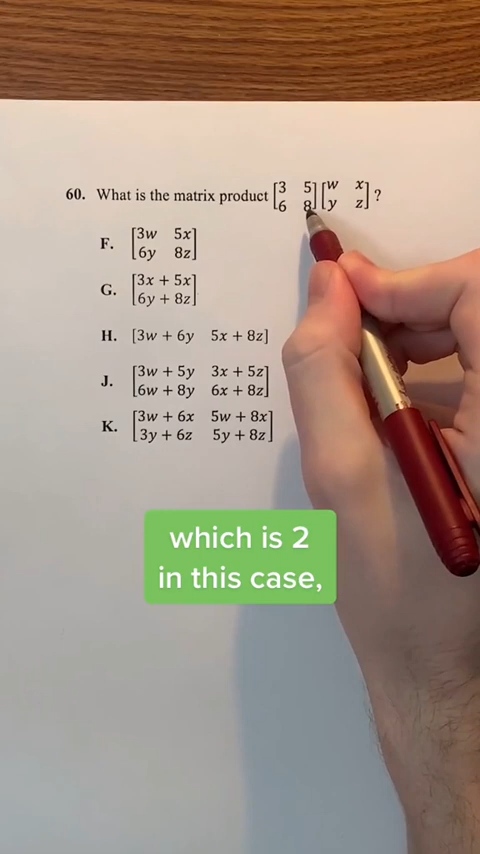 60. What is the matrix product [3 5 6 8] [w x y z] ?
F. [3w 5x 6y 8z]
G. [3x + 5x 6y + 8z]
H. [3w + 6y 5x + 8z]
J. [3w + 5y 3x + 5z 6w + 8y 6x + 8z]
K. [3w + 6x 5w + 8x 3y + 6z 5y + 8z]
which is 2
in this case,